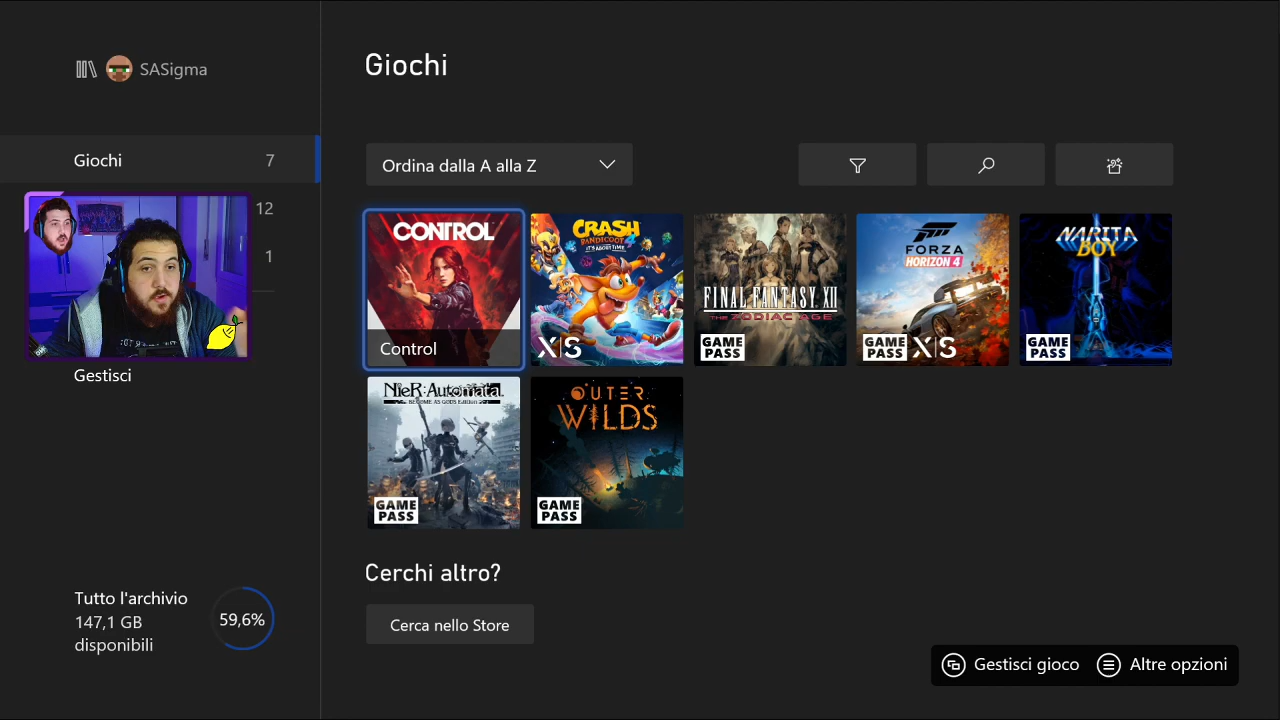 SASigma
Giochi
Giochi 7
12
1
Gestisci
Tutto l'archivio
147,1 GB
disponibili
59,6%
Ordina dalla A alla Z
CONTROL
Control
CRASH
BANDICOOT 4
IT'S ABOUT TIME
X|S
FINAL FANTASY XII
THE ZODIAC AGE
GAME
PASS
FORZA
HORIZON 4
GAME
PASS
X|S
NARITA
BOY
GAME
PASS
NieR:Automata
BECOME AS GODS Edition
GAME
PASS
OUTER
WILDS
GAME
PASS
Cerchi altro?
Cerca nello Store
Gestisci gioco
Altre opzioni